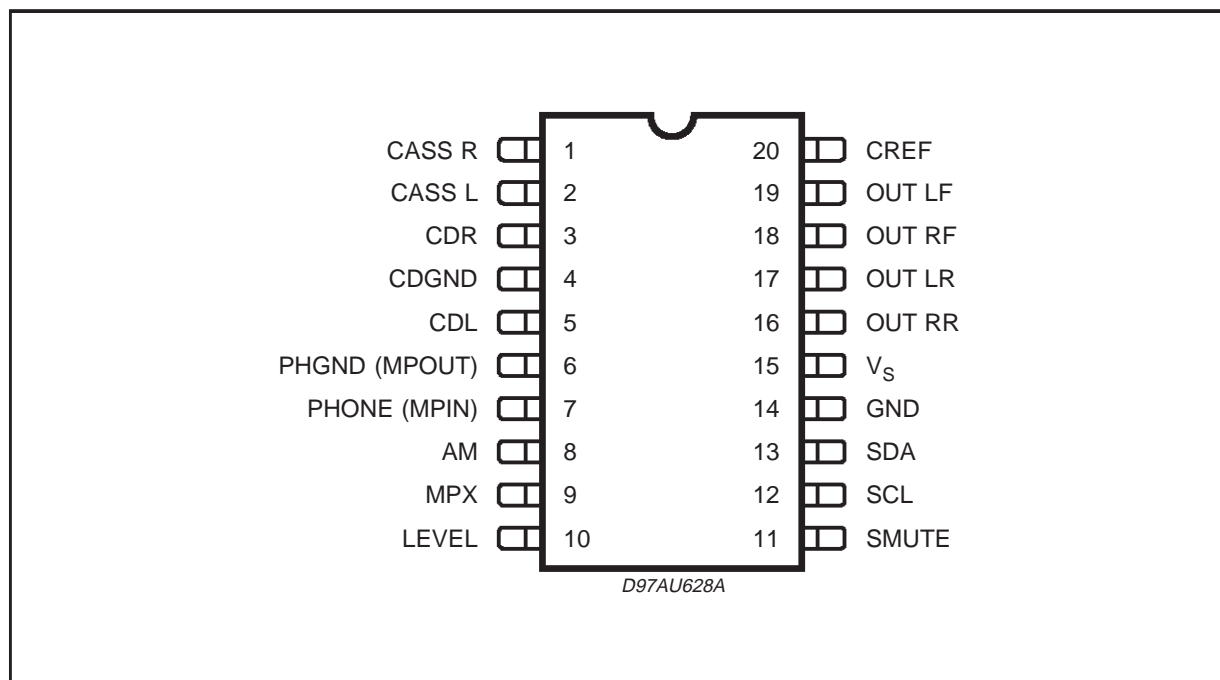 CASS R 1 20 CREF
CASS L 2 19 OUT LF
CDR 3 18 OUT RF
CDGND 4 17 OUT LR
CDL 5 16 OUT RR
PHGND (MPOUT) 6 15 VS
PHONE (MPIN) 7 14 GND
AM 8 13 SDA
MPX 9 12 SCL
LEVEL 10 11 SMUTE
D97AU628A